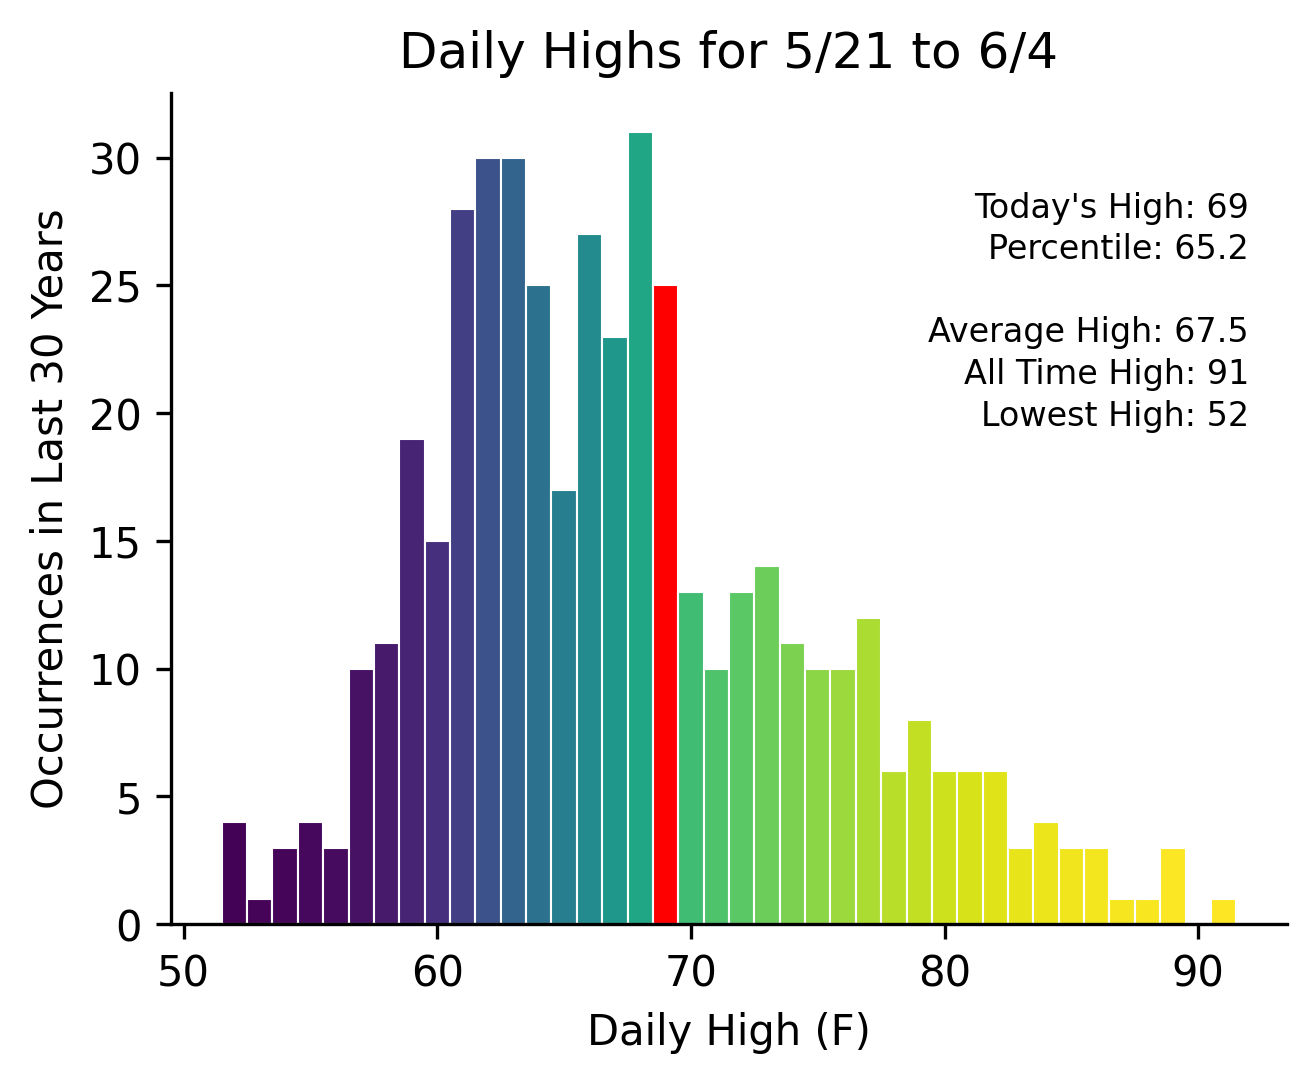 Daily Highs for 5/21 to 6/4
Occurrences in Last 30 Years
30
25
20
15
10
5
0
Today's High: 69
Percentile: 65.2
Average High: 67.5
All Time High: 91
Lowest High: 52
50 60 70 80 90
Daily High (F)